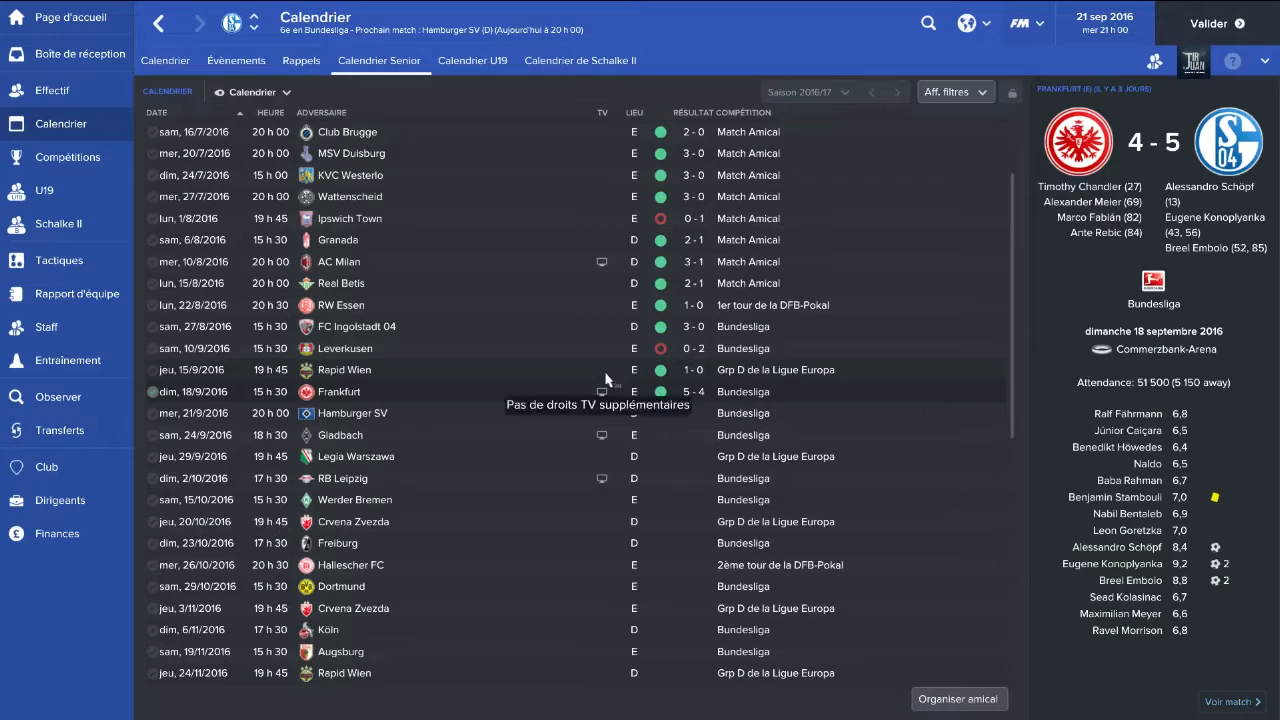 Page d'accueil
Boîte de réception
Effectif
Calendrier
Compétitions
U19
Schalke II
Tactiques
Rapport d'équipe
Staff
Entraînement
Observer
Transferts
Club
Dirigeants
Finances
Calendrier
6e en Bundesliga - Prochain match : Hamburger SV (D) (Aujourd'hui à 20 h 00)
FM
21 sep 2016
mer 21 h 00
Valider
Calendrier Évènements Rappels Calendrier Senior Calendrier U19 Calendrier de Schalke II
CALENDRIER Calendrier Saison 2016/17 Aff. filtres
DATE HEURE ADVERSAIRE TV LIEU RÉSULTAT COMPÉTITION
sam, 16/7/2016 20 h 00 Club Brugge E 2 - 0 Match Amical
mer, 20/7/2016 20 h 00 MSV Duisburg E 3 - 0 Match Amical
dim, 24/7/2016 15 h 00 KVC Westerlo E 3 - 0 Match Amical
mer, 27/7/2016 20 h 00 Wattenscheid E 3 - 0 Match Amical
lun, 1/8/2016 19 h 45 Ipswich Town E 0 - 1 Match Amical
sam, 6/8/2016 15 h 30 Granada D 2 - 1 Match Amical
mer, 10/8/2016 20 h 00 AC Milan D 3 - 1 Match Amical
lun, 15/8/2016 20 h 00 Real Betis D 2 - 1 Match Amical
lun, 22/8/2016 20 h 30 RW Essen E 1 - 0 1er tour de la DFB-Pokal
sam, 27/8/2016 15 h 30 FC Ingolstadt 04 D 3 - 0 Bundesliga
sam, 10/9/2016 15 h 30 Leverkusen E 0 - 2 Bundesliga
jeu, 15/9/2016 19 h 45 Rapid Wien E 1 - 0 Grp D de la Ligue Europa
dim, 18/9/2016 15 h 30 Frankfurt E 5 - 4 Bundesliga
Pas de droits TV supplémentaires
mer, 21/9/2016 20 h 00 Hamburger SV Bundesliga
sam, 24/9/2016 18 h 30 Gladbach E Bundesliga
jeu, 29/9/2016 19 h 45 Legia Warszawa D Grp D de la Ligue Europa
dim, 2/10/2016 17 h 30 RB Leipzig D Bundesliga
sam, 15/10/2016 15 h 30 Werder Bremen E Bundesliga
jeu, 20/10/2016 19 h 45 Crvena Zvezda D Grp D de la Ligue Europa
dim, 23/10/2016 17 h 30 Freiburg D Bundesliga
mer, 26/10/2016 20 h 30 Hallescher FC E 2ème tour de la DFB-Pokal
sam, 29/10/2016 15 h 30 Dortmund E Bundesliga
jeu, 3/11/2016 19 h 45 Crvena Zvezda E Grp D de la Ligue Europa
dim, 6/11/2016 17 h 30 Köln D Bundesliga
sam, 19/11/2016 15 h 30 Augsburg E Bundesliga
jeu, 24/11/2016 19 h 45 Rapid Wien D Grp D de la Ligue Europa
Organiser amical
FRANKFURT (E) (IL Y A 3 JOURS)
4 - 5
Timothy Chandler (27)
Alexander Meier (69)
Marco Fabián (82)
Ante Rebic (84)
Alessandro Schöpf
(13)
Eugene Konoplyanka
(43, 56)
Breel Embolo (52, 85)
Bundesliga
dimanche 18 septembre 2016
Commerzbank-Arena
Attendance: 51 500 (5 150 away)
Ralf Fährmann 6,8
Júnior Caiçara 6,5
Benedikt Höwedes 6,4
Naldo 6,5
Baba Rahman 6,7
Benjamin Stambouli 7,0
Nabil Bentaleb 6,9
Leon Goretzka 7,0
Alessandro Schöpf 8,4
Eugene Konoplyanka 9,2 2
Breel Embolo 8,8 2
Sead Kolasinac 6,7
Maximilian Meyer 6,6
Ravel Morrison 6,8
Voir match